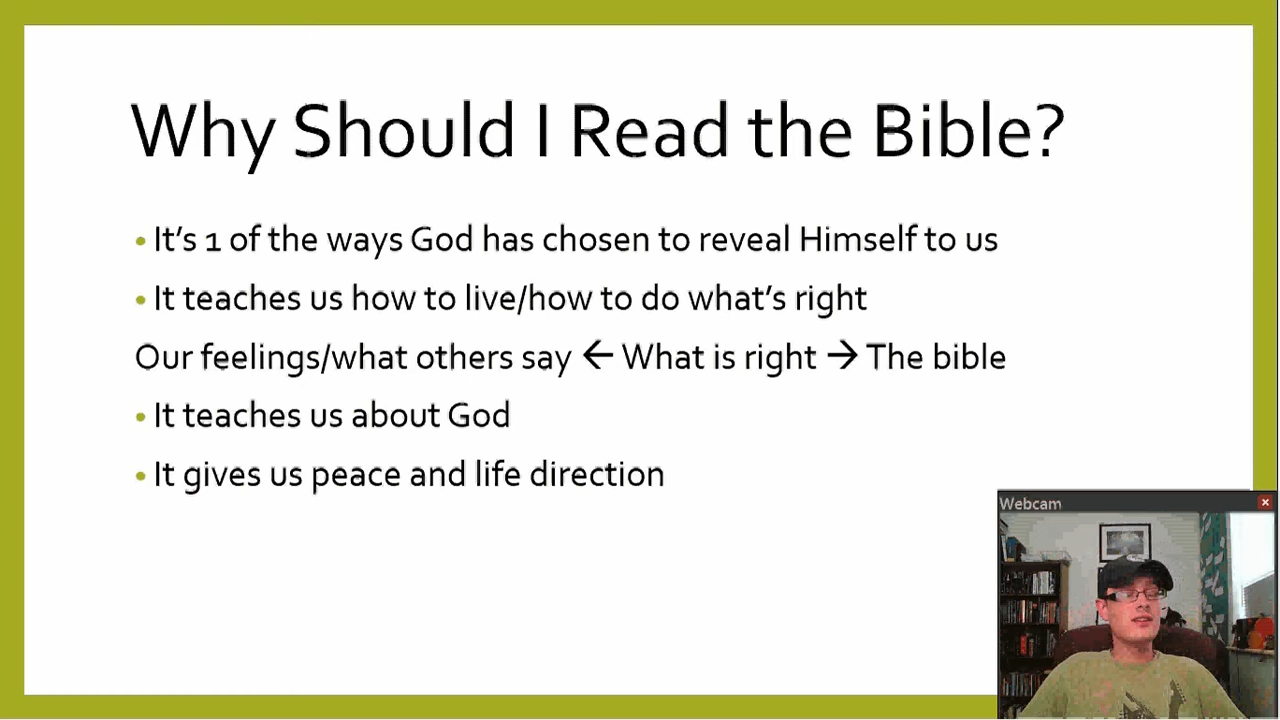 Why Should I Read the Bible?
• It's 1 of the ways God has chosen to reveal Himself to us
• It teaches us how to live/how to do what's right
Our feelings/what others say ← What is right → The bible
• It teaches us about God
• It gives us peace and life direction
Webcam